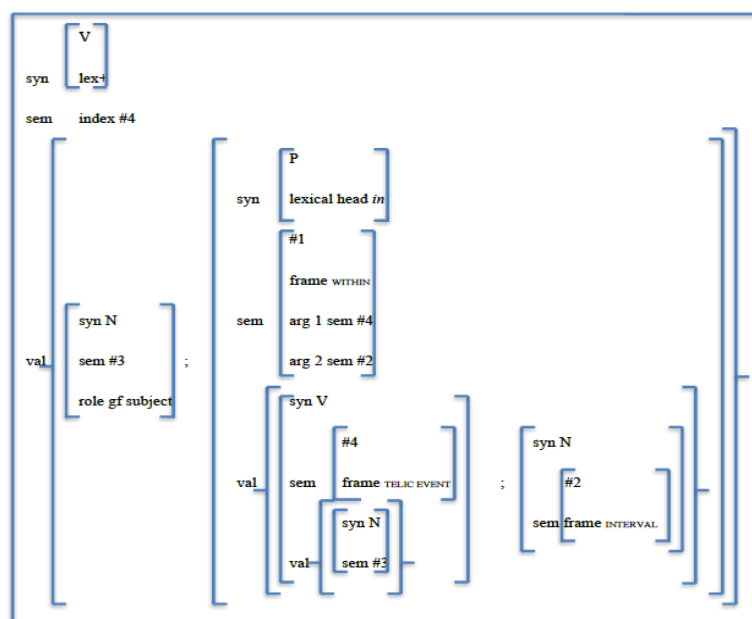 V
syn lex+
sem index #4
P
syn lexical head in
#1
frame WITHIN
sem arg 1 sem #4
arg 2 sem #2
syn N
val sem #3 ;
role gf subject
syn V
#4
val sem frame TELIC EVENT
syn N
val sem #3
;
syn N
#2
sem frame INTERVAL